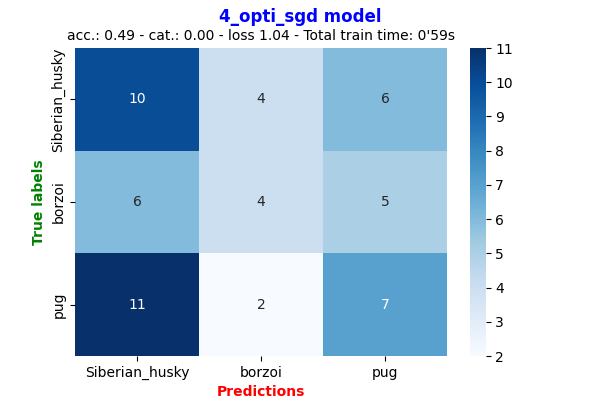 4_opti_sgd model
acc.: 0.49 - cat.: 0.00 - loss 1.04 - Total train time: 0'59s
True labels
Siberian_husky
borzoi
pug
10 4 6
6 4 5
11 2 7
Siberian_husky borzoi pug
Predictions
11
10
9
8
7
6
5
4
3
2